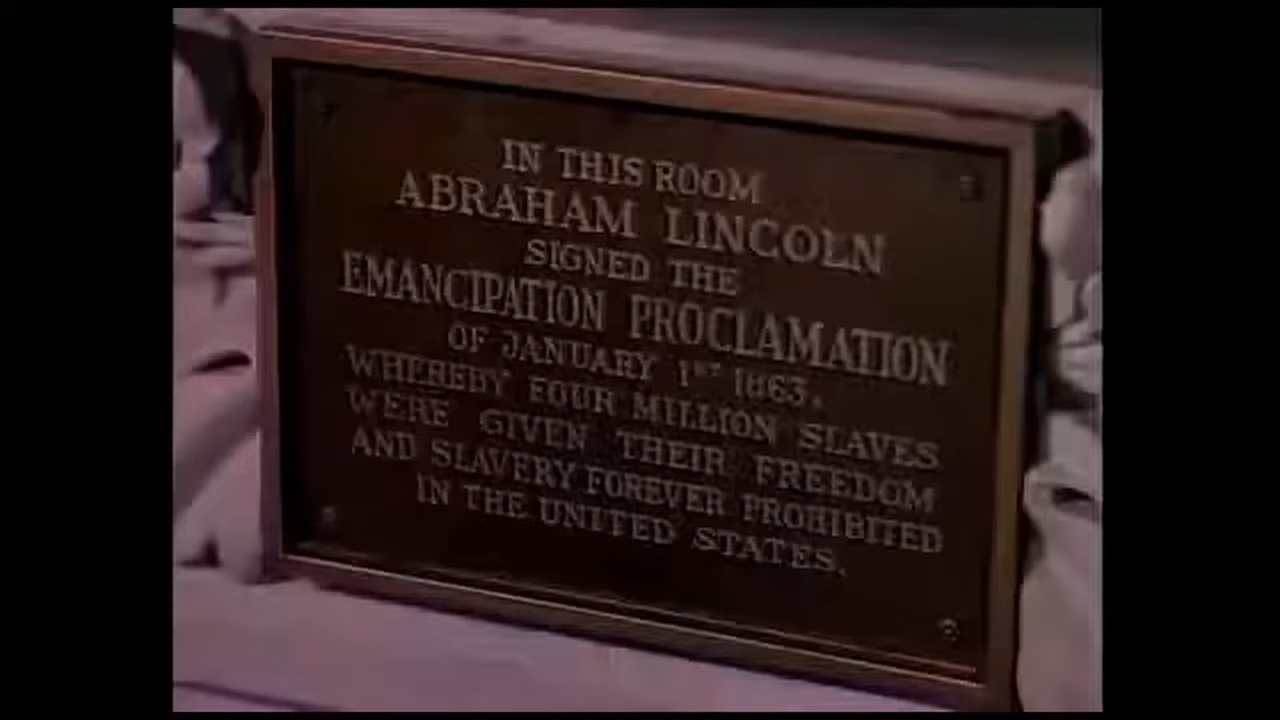 IN THIS ROOM
ABRAHAM LINCOLN
SIGNED THE
EMANCIPATION PROCLAMATION
OF JANUARY 1ST 1863.
WHEREBY FOUR MILLION SLAVES
WERE GIVEN THEIR FREEDOM
AND SLAVERY FOREVER PROHIBITED
IN THE UNITED STATES.